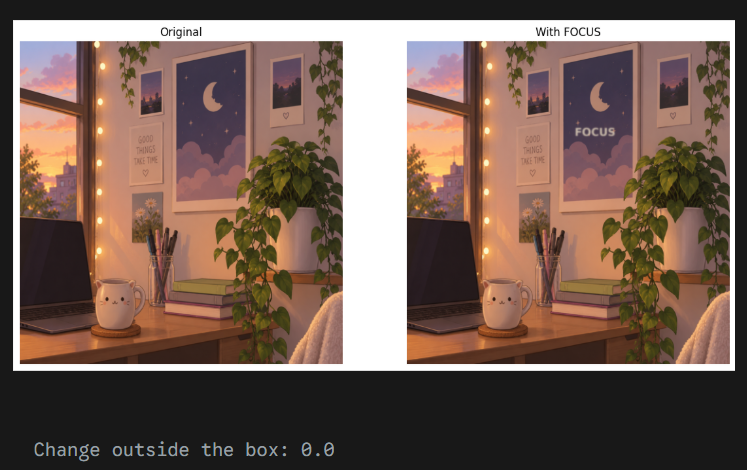 Original
With FOCUS
GOOD
THINGS
TAKE TIME
GOOD
THINGS
TAKE TIME
FOCUS
Change outside the box: 0.0